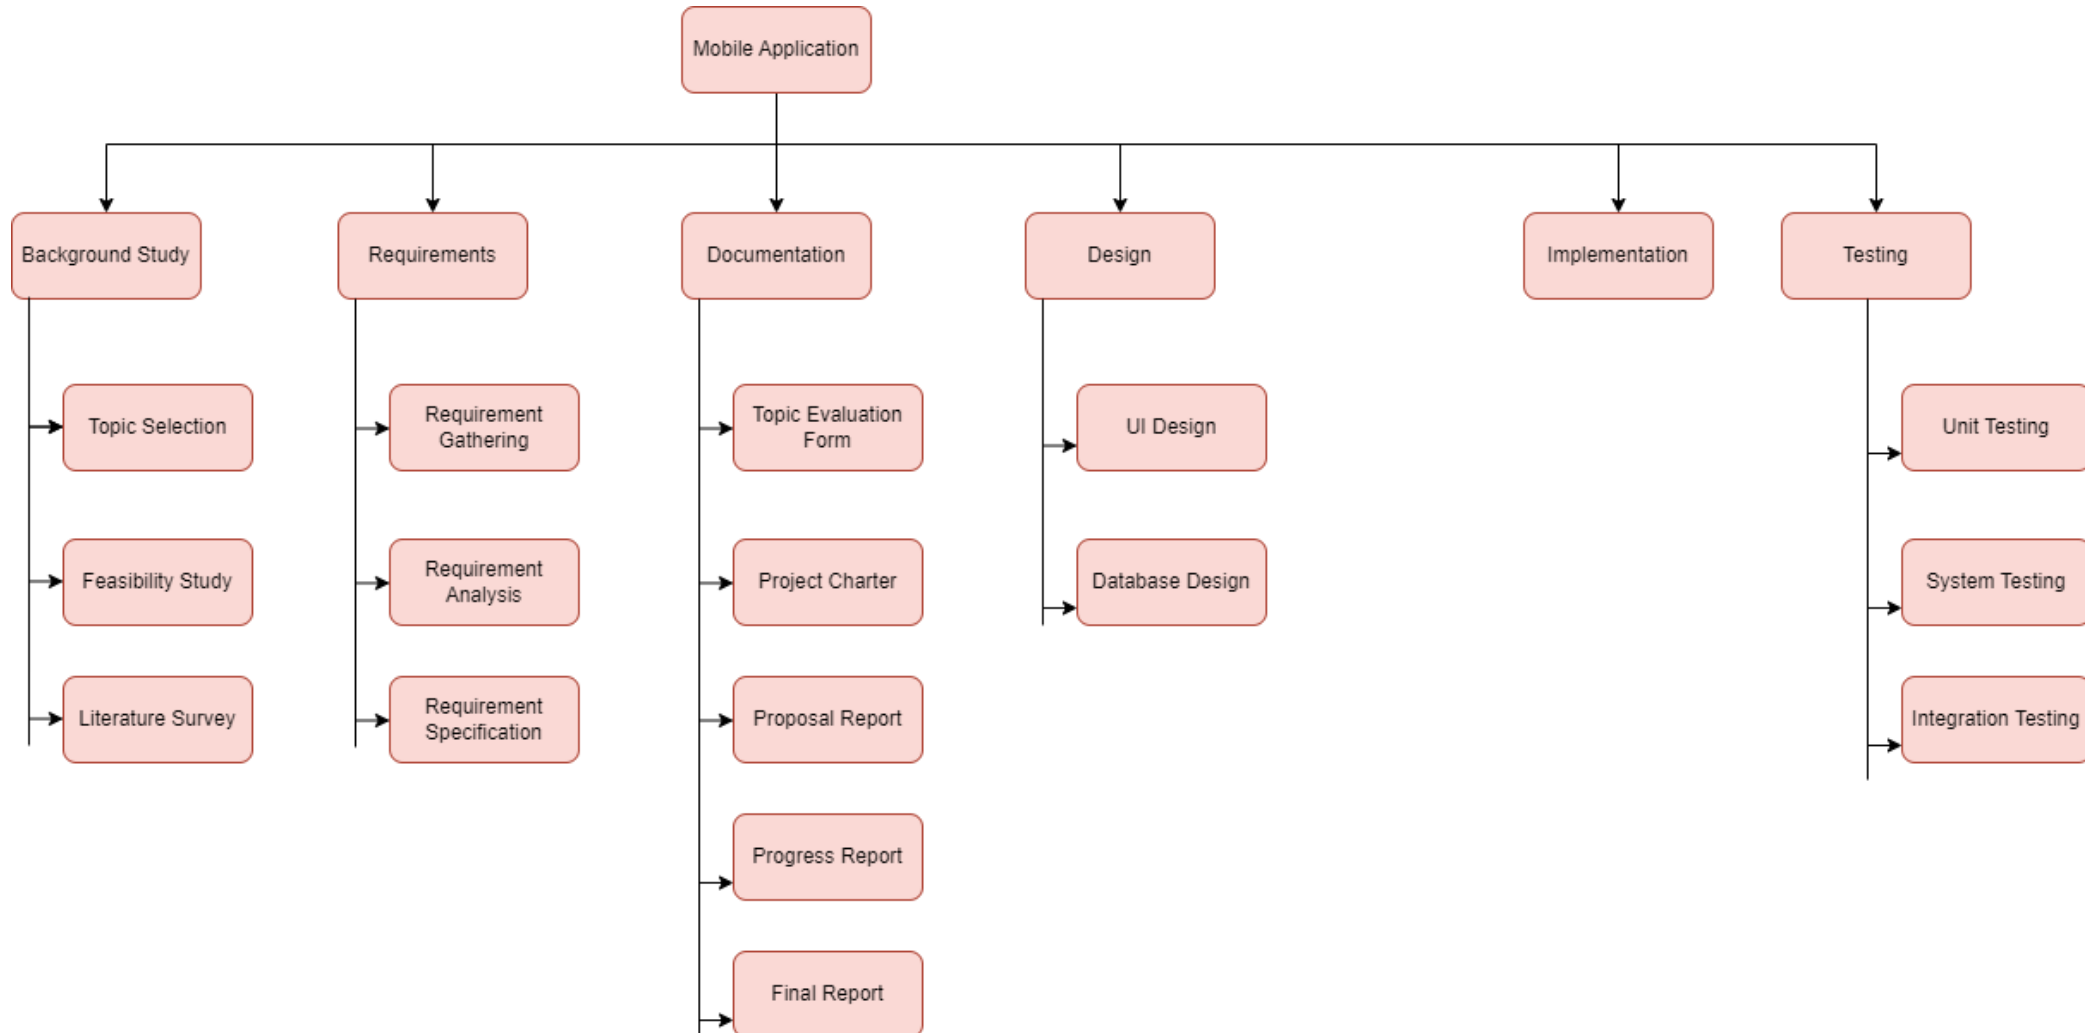 Mobile Application
Background Study
Requirements
Documentation
Design
Implementation
Testing
Topic Selection
Requirement
Gathering
Topic Evaluation
Form
UI Design
Unit Testing
Feasibility Study
Requirement
Analysis
Project Charter
Database Design
System Testing
Literature Survey
Requirement
Specification
Proposal Report
Integration Testing
Progress Report
Final Report